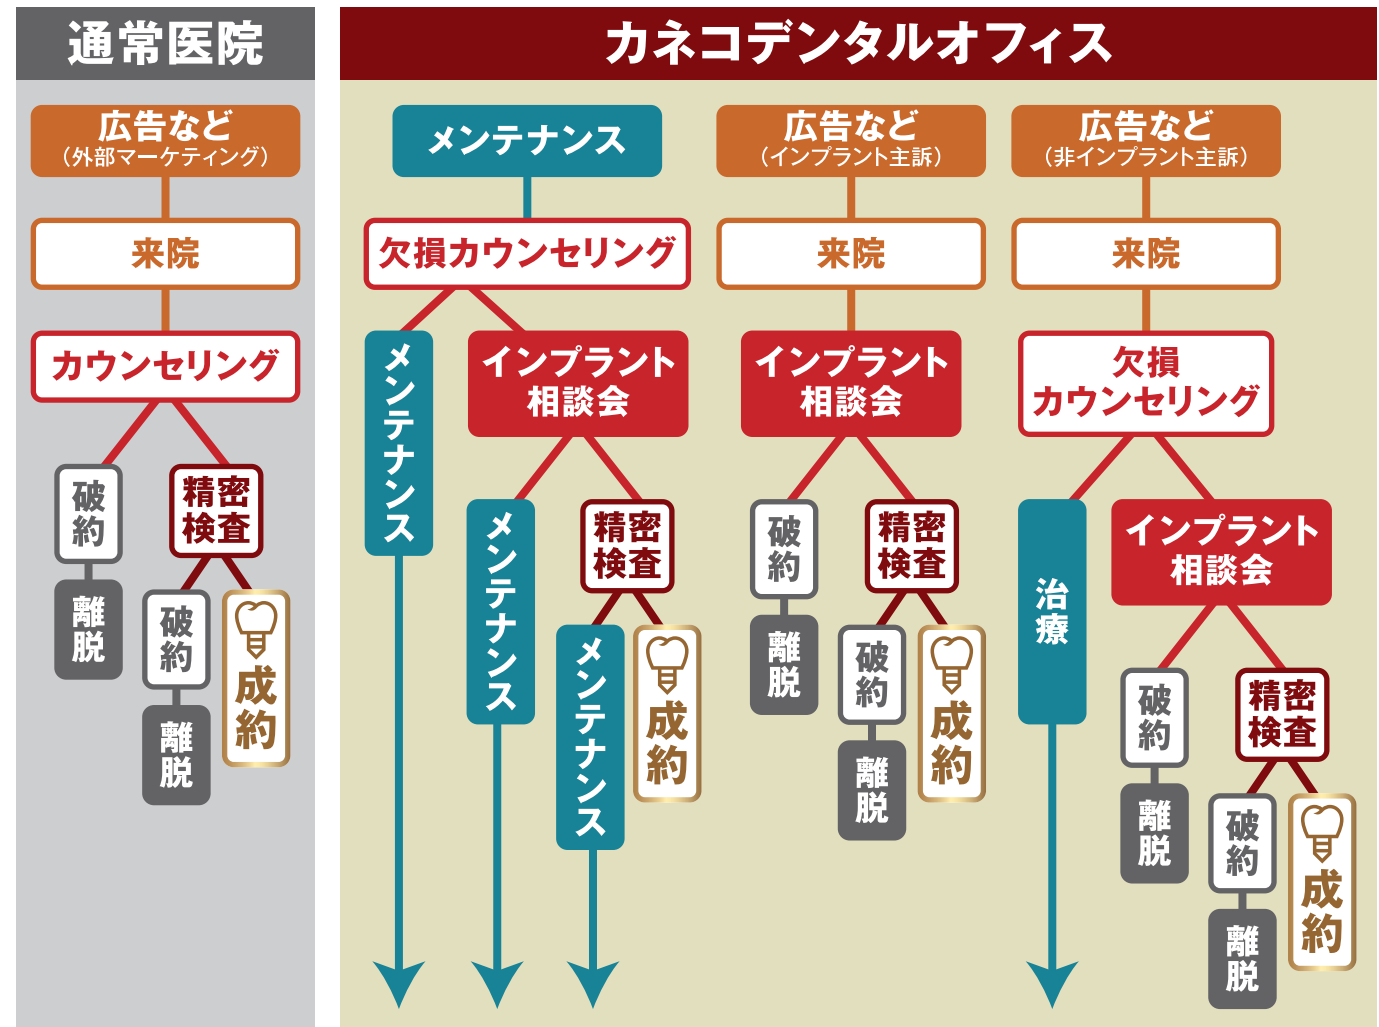 通常医院
広告など
（外部マーケティング）
来院
カウンセリング
破約
離脱
精密
検査
破約
離脱
成約
カネコデンタルオフィス
メンテナンス
欠損カウンセリング
メンテナンス
インプラント
相談会
メンテナンス
精密
検査
メンテナンス
成約
広告など
（インプラント主訴）
来院
インプラント
相談会
破約
離脱
精密
検査
破約
離脱
成約
広告など
（非インプラント主訴）
来院
欠損
カウンセリング
治療
インプラント
相談会
破約
離脱
精密
検査
破約
離脱
成約